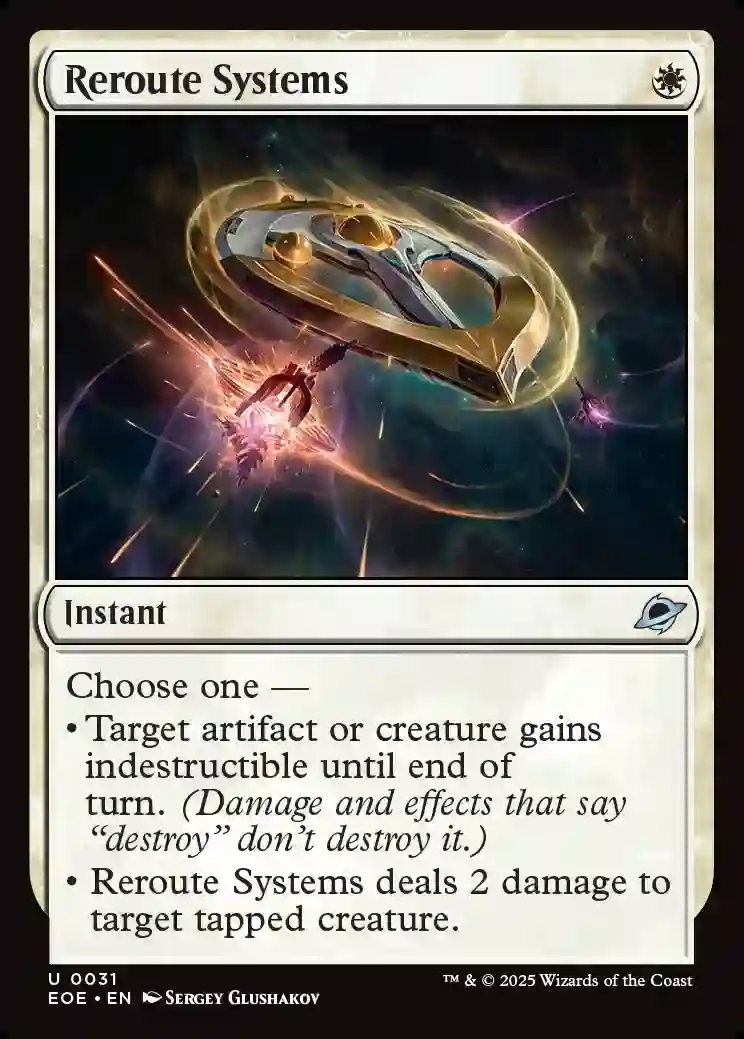 Reroute Systems
Instant
Choose one —
• Target artifact or creature gains
indestructible until end of
turn. (Damage and effects that say
“destroy” don’t destroy it.)
• Reroute Systems deals 2 damage to
target tapped creature.
U 0031
EOE • EN Sergey Glushakov
™ & © 2025 Wizards of the Coast